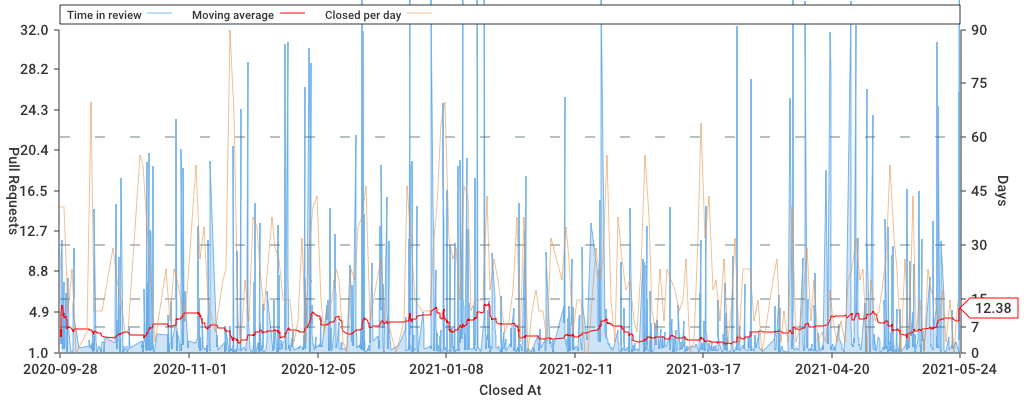 Time in review Moving average Closed per day
32.0 90
28.2 75
24.3
60
20.4
16.5 45
12.7
30
8.8
15
4.9 12.38
7
1.0 0
Pull Requests
Days
2020-09-28 2020-11-01 2020-12-05 2021-01-08 2021-02-11 2021-03-17 2021-04-20 2021-05-24
Closed At